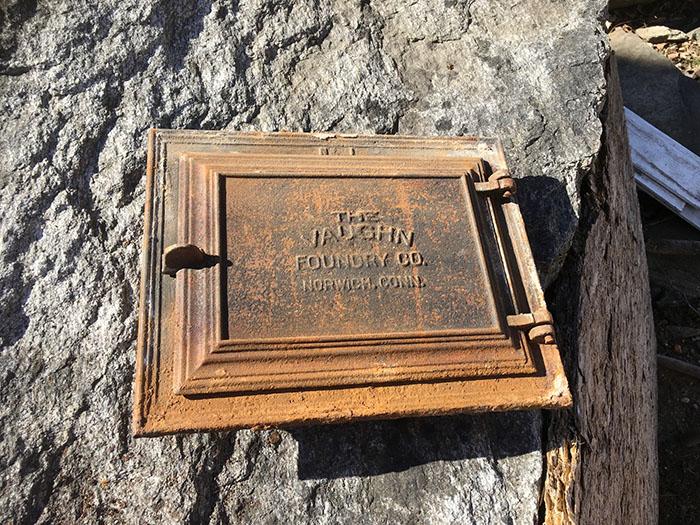 THE
VAUGHN
FOUNDRY CO.
NORWICH, CONN.